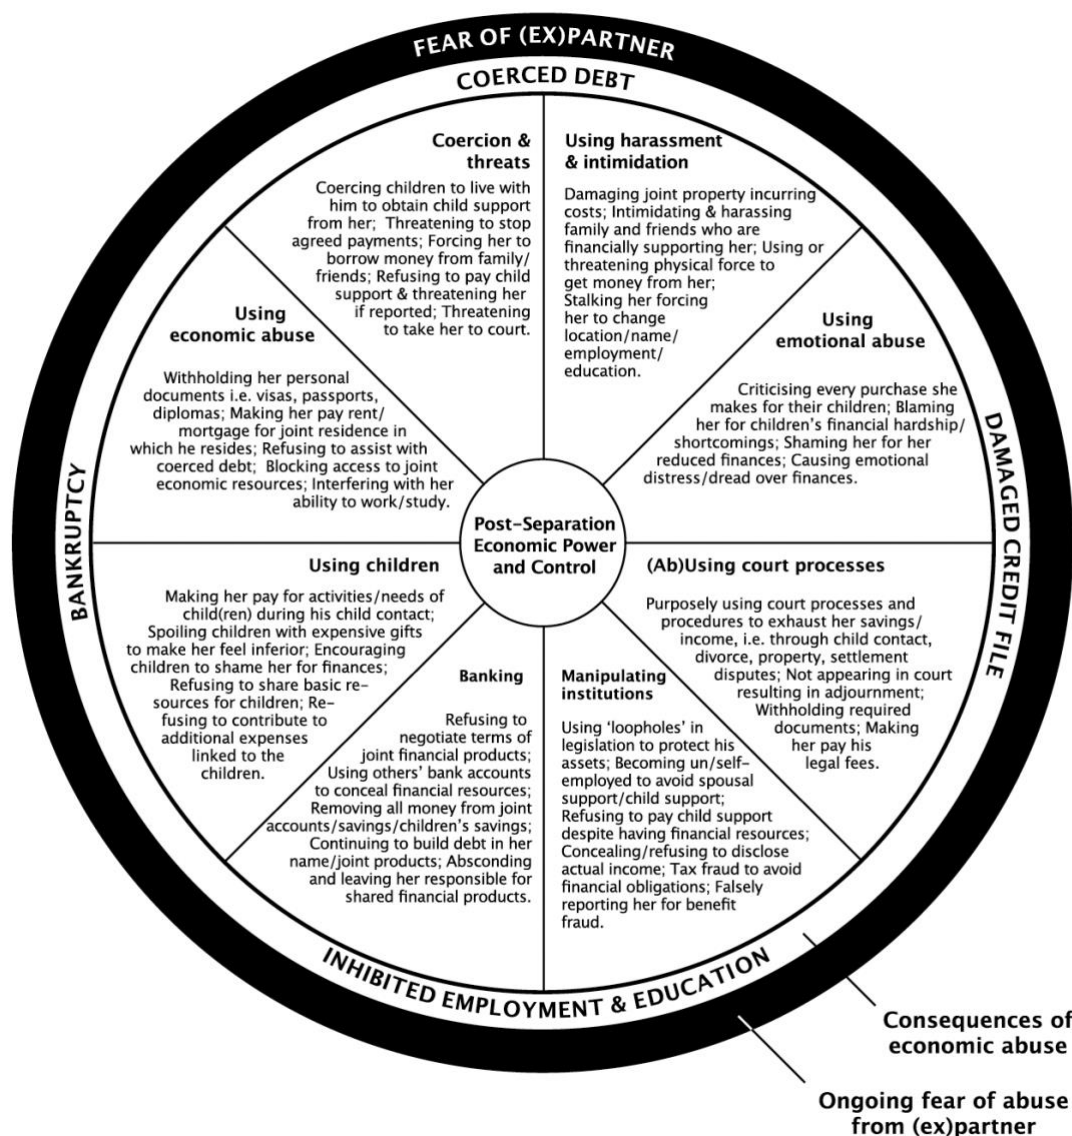 FEAR OF (EX)PARTNER
COERCED DEBT
Coercion &
threats
Coercing children to live with
him to obtain child support
from her; Threatening to stop
agreed payments; Forcing her to
borrow money from family/
friends; Refusing to pay child
support & threatening her
if reported; Threatening
to take her to court.
Using harassment
& intimidation
Damaging joint property incurring
costs; Intimidating & harassing
family and friends who are
financially supporting her; Using or
threatening physical force to
get money from her;
Stalking her forcing
her to change
location/name/
employment/
education.
Using
economic abuse
Withholding her personal
documents i.e. visas, passports,
diplomas; Making her pay rent/
mortgage for joint residence in
which he resides; Refusing to assist with
coerced debt; Blocking access to joint
economic resources; Interfering with her
ability to work/study.
Using
emotional abuse
Criticising every purchase she
makes for their children; Blaming
her for children's financial hardship/
shortcomings; Shaming her for her
reduced finances; Causing emotional
distress/dread over finances.
BANKRUPTCY
DAMAGED CREDIT FILE
Post-Separation
Economic Power
and Control
Using children
Making her pay for activities/needs of
child(ren) during his child contact;
Spoiling children with expensive gifts
to make her feel inferior; Encouraging
children to shame her for finances;
Refusing to share basic re-
sources for children; Re-
fusing to contribute to
additional expenses
linked to the
children.
(Ab)Using court processes
Purposely using court processes and
procedures to exhaust her savings/
income, i.e. through child contact,
divorce, property, settlement
disputes; Not appearing in court
resulting in adjournment;
Withholding required
documents; Making
her pay his
legal fees.
Banking
Refusing to
negotiate terms of
joint financial products;
Using others' bank accounts
to conceal financial resources;
Removing all money from joint
accounts/savings/children's savings;
Continuing to build debt in her
name/joint products; Absconding
and leaving her responsible for
shared financial products.
Manipulating
institutions
Using 'loopholes' in
legislation to protect his
assets; Becoming un/self-
employed to avoid spousal
support/child support;
Refusing to pay child support
despite having financial resources;
Concealing/refusing to disclose
actual income; Tax fraud to avoid
financial obligations; Falsely
reporting her for benefit
fraud.
INHIBITED EMPLOYMENT & EDUCATION
Consequences of
economic abuse
Ongoing fear of abuse
from (ex)partner